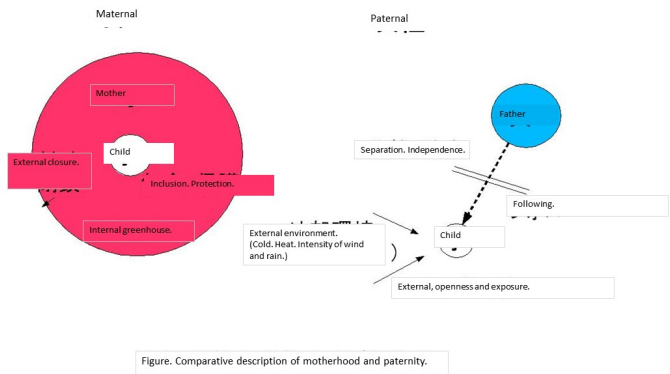 Maternal
Paternal
Mother
Father
Child
Separation. Independence.
External closure.
Inclusion. Protection.
Following.
Internal greenhouse.
External environment.
(Cold. Heat. Intensity of wind
and rain.)
Child
External, openness and exposure.
Figure. Comparative description of motherhood and paternity.